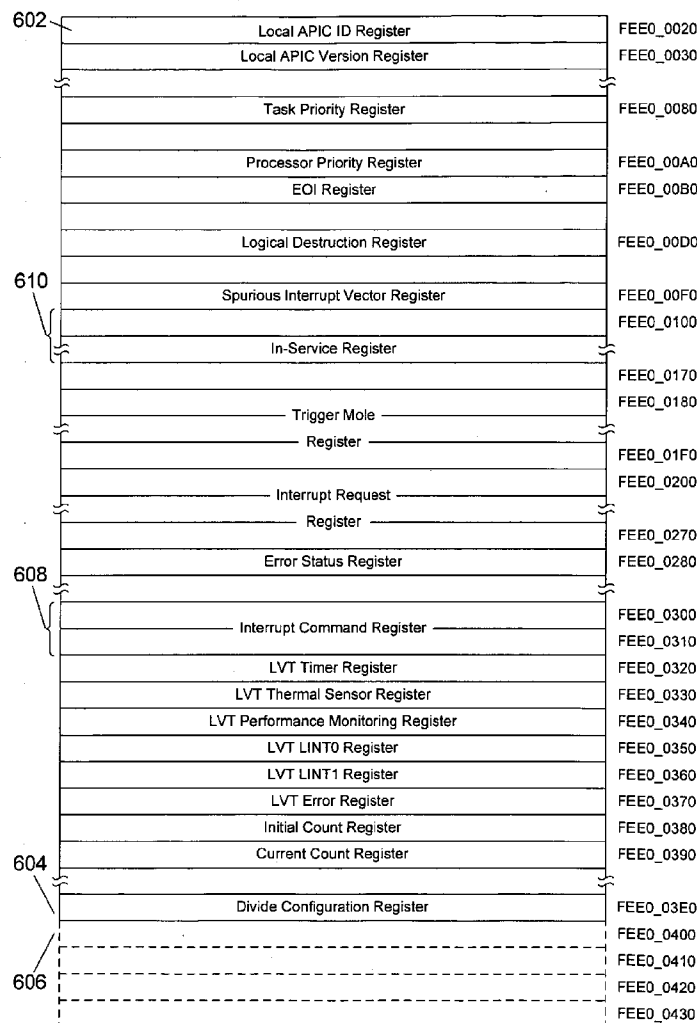 602
Local APIC ID Register FEE0_0020
Local APIC Version Register FEE0_0030
Task Priority Register FEE0_0080
Processor Priority Register FEE0_00A0
EOI Register FEE0_00B0
Logical Destruction Register FEE0_00D0
610
Spurious Interrupt Vector Register FEE0_00F0
FEE0_0100
In-Service Register
FEE0_0170
FEE0_0180
Trigger Mole
Register
FEE0_01F0
FEE0_0200
Interrupt Request
Register
FEE0_0270
Error Status Register FEE0_0280
608
FEE0_0300
Interrupt Command Register
FEE0_0310
LVT Timer Register FEE0_0320
LVT Thermal Sensor Register FEE0_0330
LVT Performance Monitoring Register FEE0_0340
LVT LINT0 Register FEE0_0350
LVT LINT1 Register FEE0_0360
LVT Error Register FEE0_0370
Initial Count Register FEE0_0380
Current Count Register FEE0_0390
604
Divide Configuration Register FEE0_03E0
FEE0_0400
FEE0_0410
606
FEE0_0420
FEE0_0430